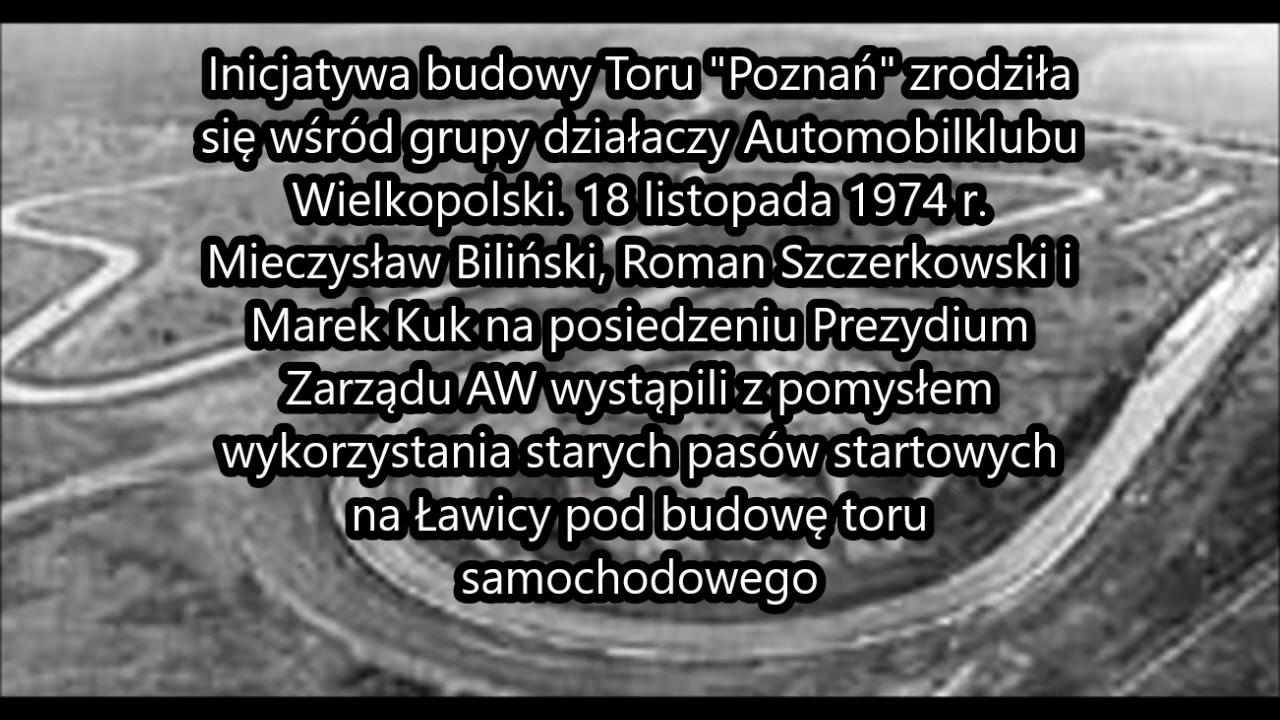 Inicjatywa budowy Toru "Poznań" zrodziła
się wśród grupy działaczy Automobilklubu
Wielkopolski. 18 listopada 1974 r.
Mieczysław Biliński, Roman Szczerkowski i
Marek Kuk na posiedzeniu Prezydium
Zarządu AW wystąpili z pomysłem
wykorzystania starych pasów startowych
na Ławicy pod budowę toru
samochodowego